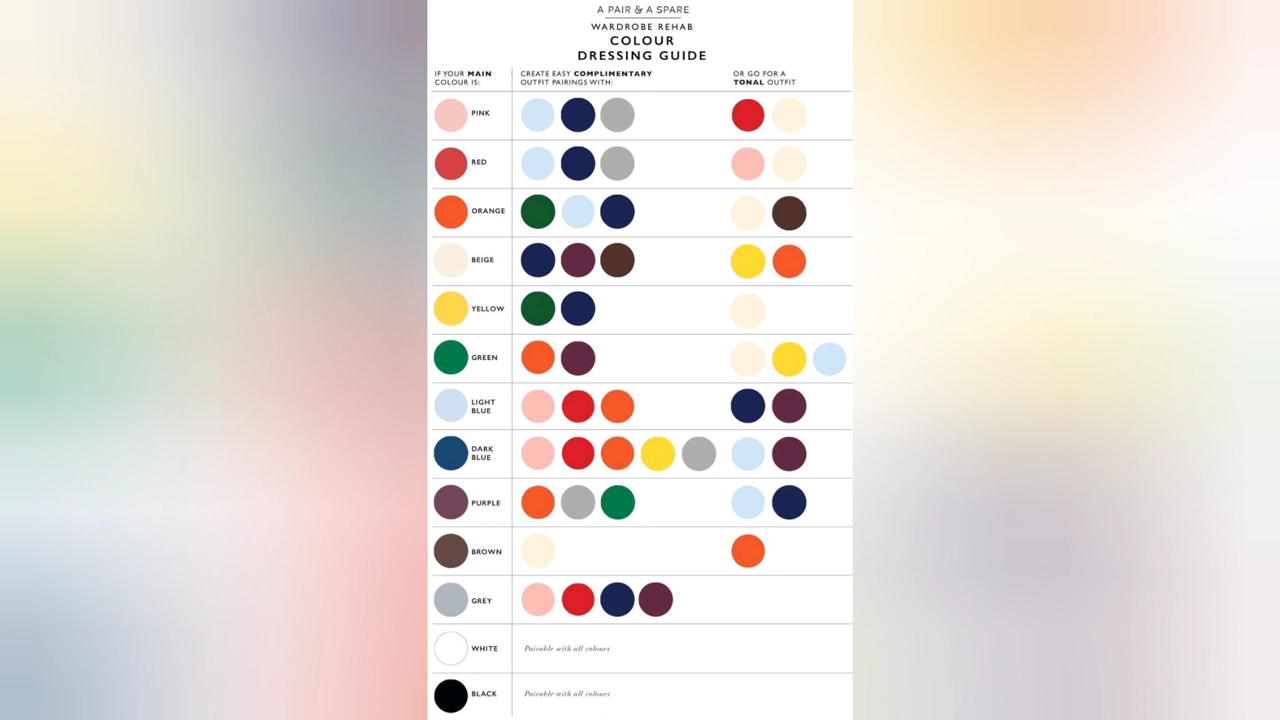 A PAIR & A SPARE
WARDROBE REHAB
COLOUR
DRESSING GUIDE
IF YOUR MAIN
COLOUR IS:
CREATE EASY COMPLIMENTARY
OUTFIT PAIRINGS WITH:
OR GO FOR A
TONAL OUTFIT
PINK
RED
ORANGE
BEIGE
YELLOW
GREEN
LIGHT
BLUE
DARK
BLUE
PURPLE
BROWN
GREY
WHITE
Pairable with all colours
BLACK
Pairable with all colours